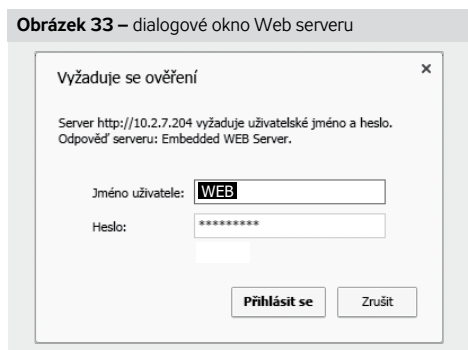 Obrázek 33 – dialogové okno Web serveru
Vyžaduje se ověření
×
Server http://10.2.7.204 vyžaduje uživatelské jméno a heslo.
Odpověď serveru: Embedded WEB Server.
Jméno uživatele: WEB
Heslo: *********
Přihlásit se Zrušit